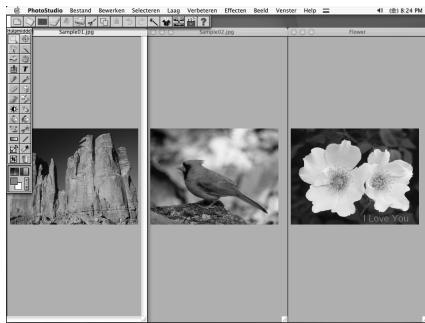 PhotoStudio Bestand Bewerken Selecteren Laag Verbeteren Effecten Beeld Venster Help 8:24 PM
Sample01.jpg Sample02.jpg Flower
T
I Love You